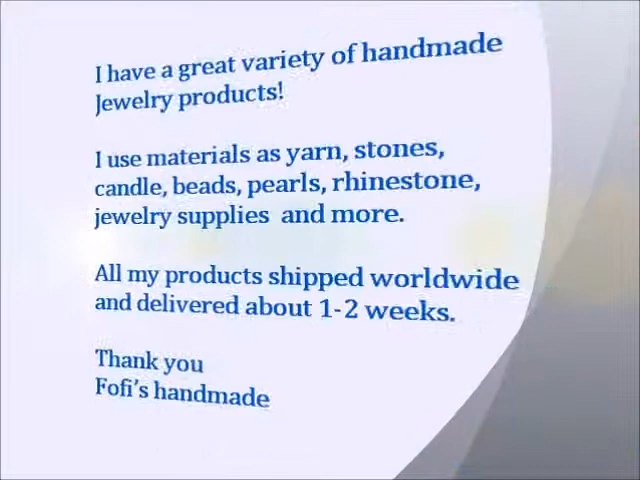 I have a great variety of handmade
Jewelry products!
I use materials as yarn, stones,
candle, beads, pearls, rhinestone,
jewelry supplies and more.
All my products shipped worldwide
and delivered about 1-2 weeks.
Thank you
Fofi's handmade